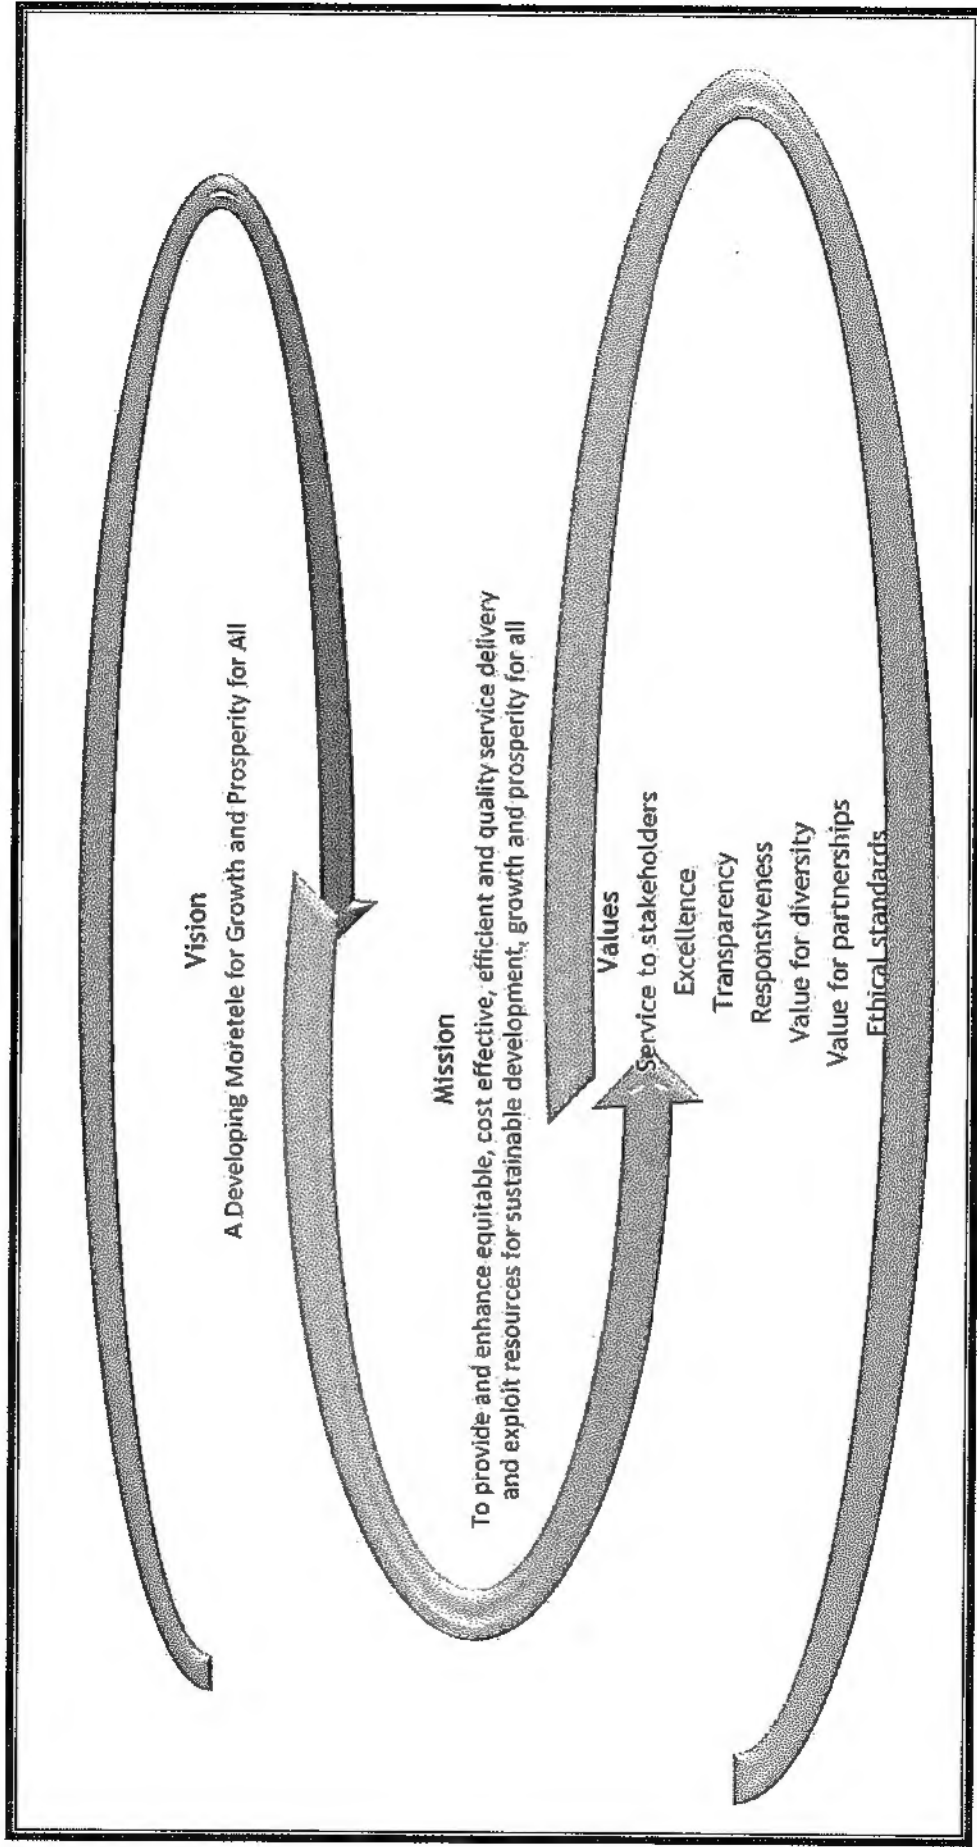 Vision
A Developing Moretele for Growth and Prosperity for All
Mission
To provide and enhance equitable, cost effective, efficient and quality service delivery
and exploit resources for sustainable development, growth and prosperity for all
Values
Service to stakeholders
Excellence
Transparency
Responsiveness
Value for diversity
Value for partnerships
Ethical standards